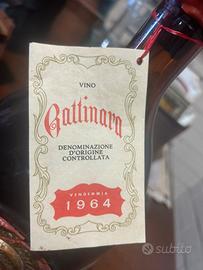 VINO
Gattinara
DENOMINAZIONE
D'ORIGINE
CONTROLLATA
VENDEMMIA
1964
subito